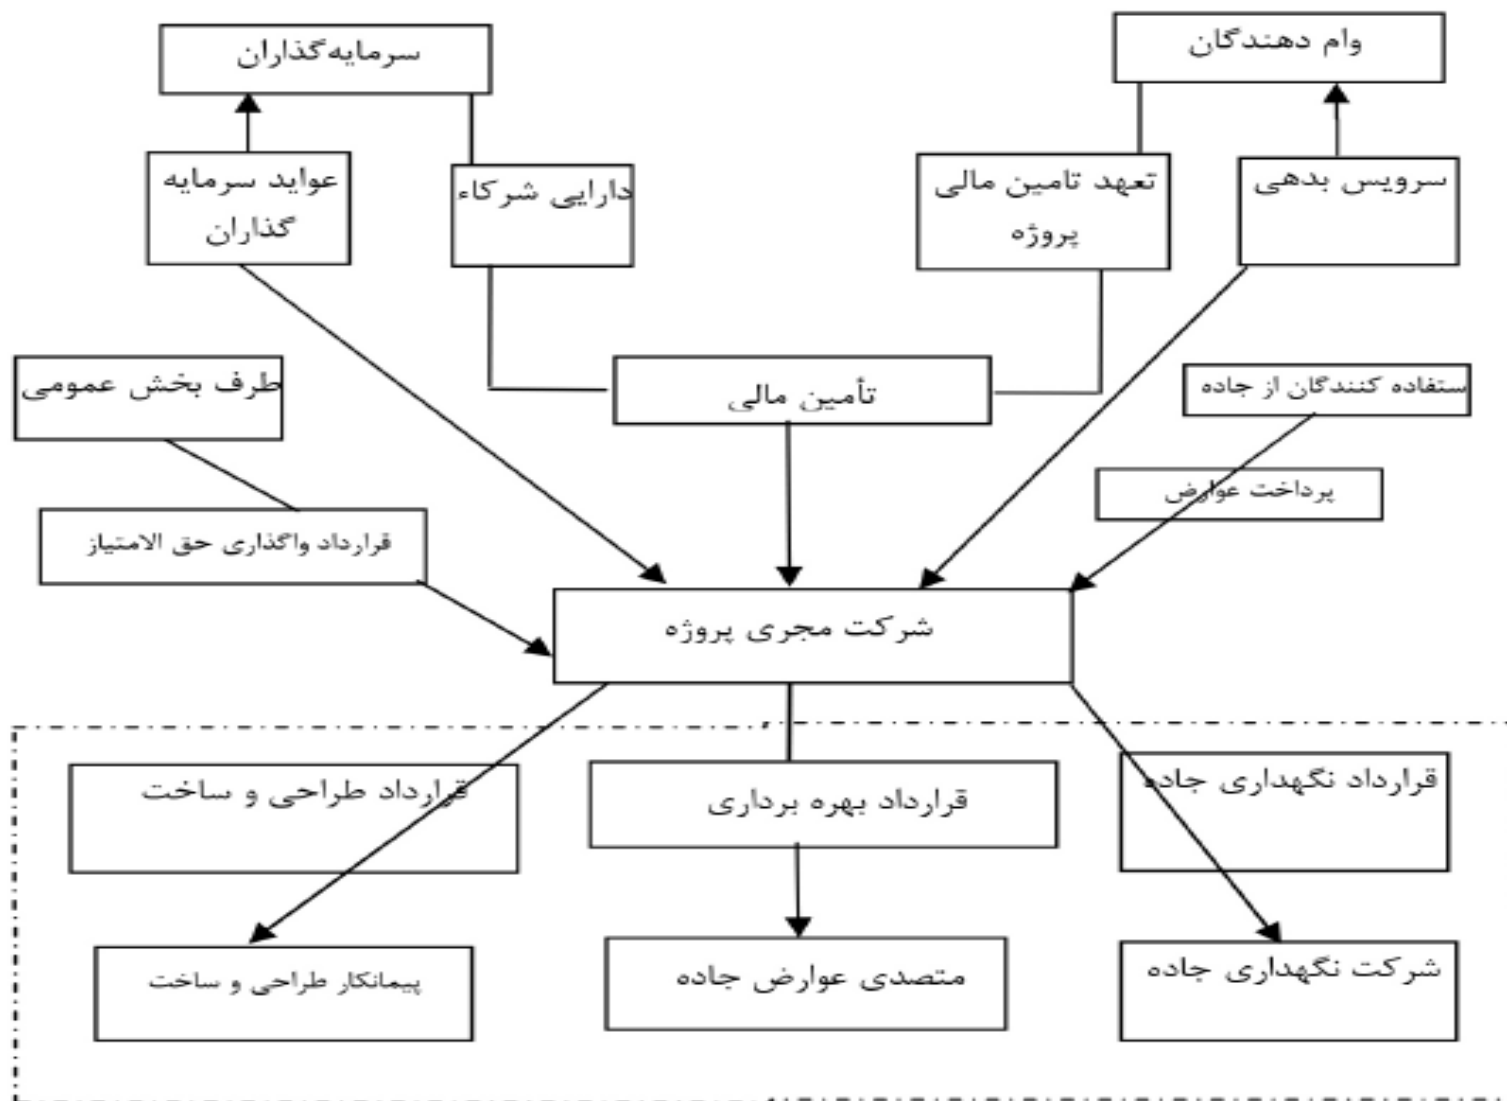 وام دهندگان
سرمایه‌گذاران
سرویس بدهی
تعهد تامین مالی
پروژه
دارایی شرکاء
عواید سرمایه
گذاران
ستفاده کنندگان از جاده
تأمین مالی
طرف بخش عمومی
پرداخت عوارض
قرارداد واگذاری حق الامتیاز
شرکت مجری پروژه
قرارداد نگهداری جاده
قرارداد بهره برداری
قرارداد طراحی و ساخت
شرکت نگهداری جاده
متصدی عوارض جاده
پیمانکار طراحی و ساخت